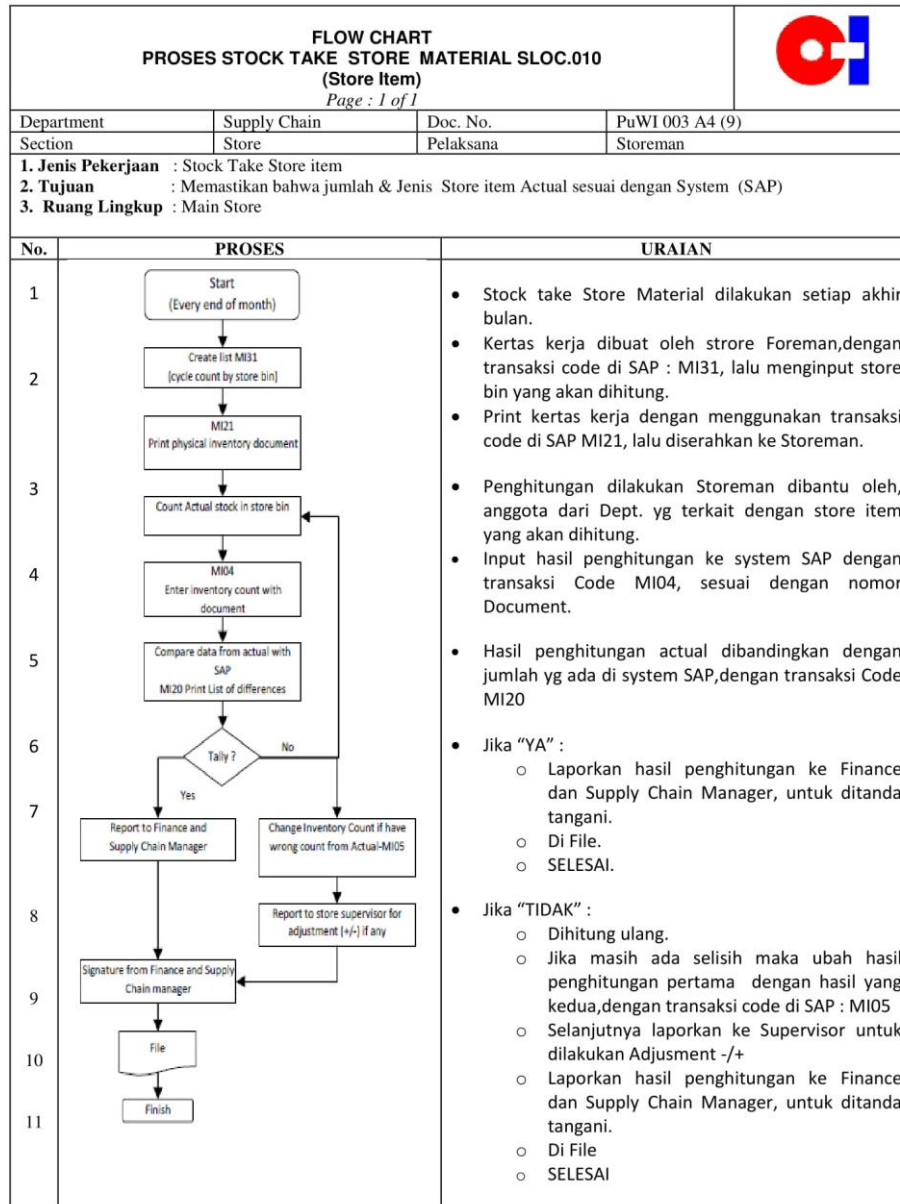 FLOW CHART
PROSES STOCK TAKE STORE MATERIAL SLOC.010
(Store Item)
Page : 1 of 1
Department Supply Chain Doc. No. PuWI 003 A4 (9)
Section Store Pelaksana Storeman
1. Jenis Pekerjaan : Stock Take Store item
2. Tujuan : Memastikan bahwa jumlah & Jenis Store item Actual sesuai dengan System (SAP)
3. Ruang Lingkup : Main Store
No. PROSES URAIAN
1
2
3
4
5
6
7
8
9
10
11
Start
(Every end of month)
Create list MI31
(cycle count by store bin)
MI21
Print physical inventory document
Count Actual stock in store bin
MI04
Enter inventory count with
document
Compare data from actual with
SAP
MI20 Print List of differences
Tally ?
No
Yes
Report to Finance and
Supply Chain Manager
Change Inventory Count if have
wrong count from Actual-MI05
Report to store supervisor for
adjustment (+/-) if any
Signature from Finance and Supply
Chain manager
File
Finish
• Stock take Store Material dilakukan setiap akhir
bulan.
• Kertas kerja dibuat oleh strore Foreman,dengan
transaksi code di SAP : MI31, lalu menginput store
bin yang akan dihitung.
• Print kertas kerja dengan menggunakan transaksi
code di SAP MI21, lalu diserahkan ke Storeman.
• Penghitungan dilakukan Storeman dibantu oleh,
anggota dari Dept. yg terkait dengan store item
yang akan dihitung.
• Input hasil penghitungan ke system SAP dengan
transaksi Code MI04, sesuai dengan nomor
Document.
• Hasil penghitungan actual dibandingkan dengan
jumlah yg ada di system SAP,dengan transaksi Code
MI20
• Jika "YA" :
o Laporkan hasil penghitungan ke Finance
dan Supply Chain Manager, untuk ditanda
tangani.
o Di File.
o SELESAI.
• Jika "TIDAK" :
o Dihitung ulang.
o Jika masih ada selisih maka ubah hasil
penghitungan pertama dengan hasil yang
kedua,dengan transaksi code di SAP : MI05
o Selanjutnya laporkan ke Supervisor untuk
dilakukan Adjusment -/+
o Laporkan hasil penghitungan ke Finance
dan Supply Chain Manager, untuk ditanda
tangani.
o Di File
o SELESAI